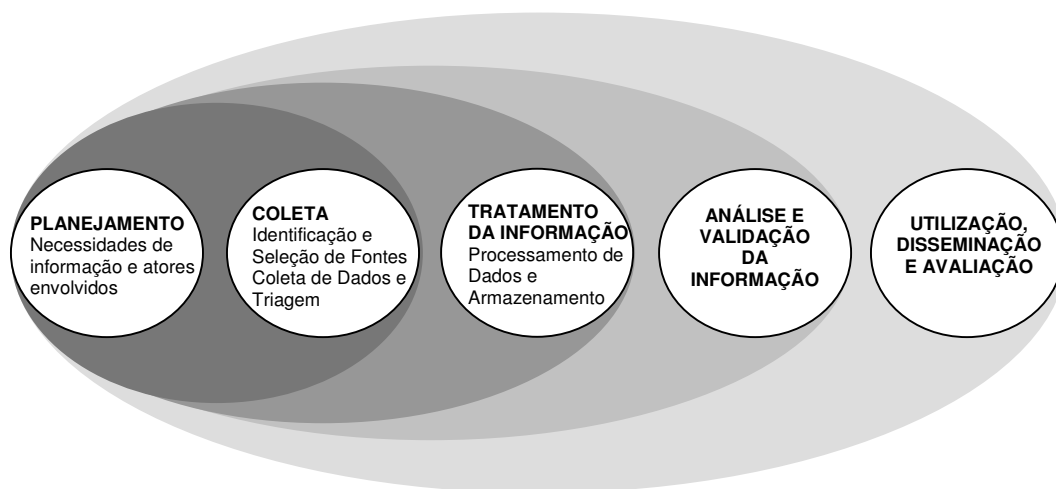 PLANEJAMENTO
Necessidades de
informação e atores
envolvidos
COLETA
Identificação e
Seleção de Fontes
Coleta de Dados e
Triagem
TRATAMENTO
DA INFORMAÇÃO
Processamento de
Dados e
Armazenamento
ANÁLISE E
VALIDAÇÃO
DA
INFORMAÇÃO
UTILIZAÇÃO,
DISSEMINAÇÃO
E AVALIAÇÃO